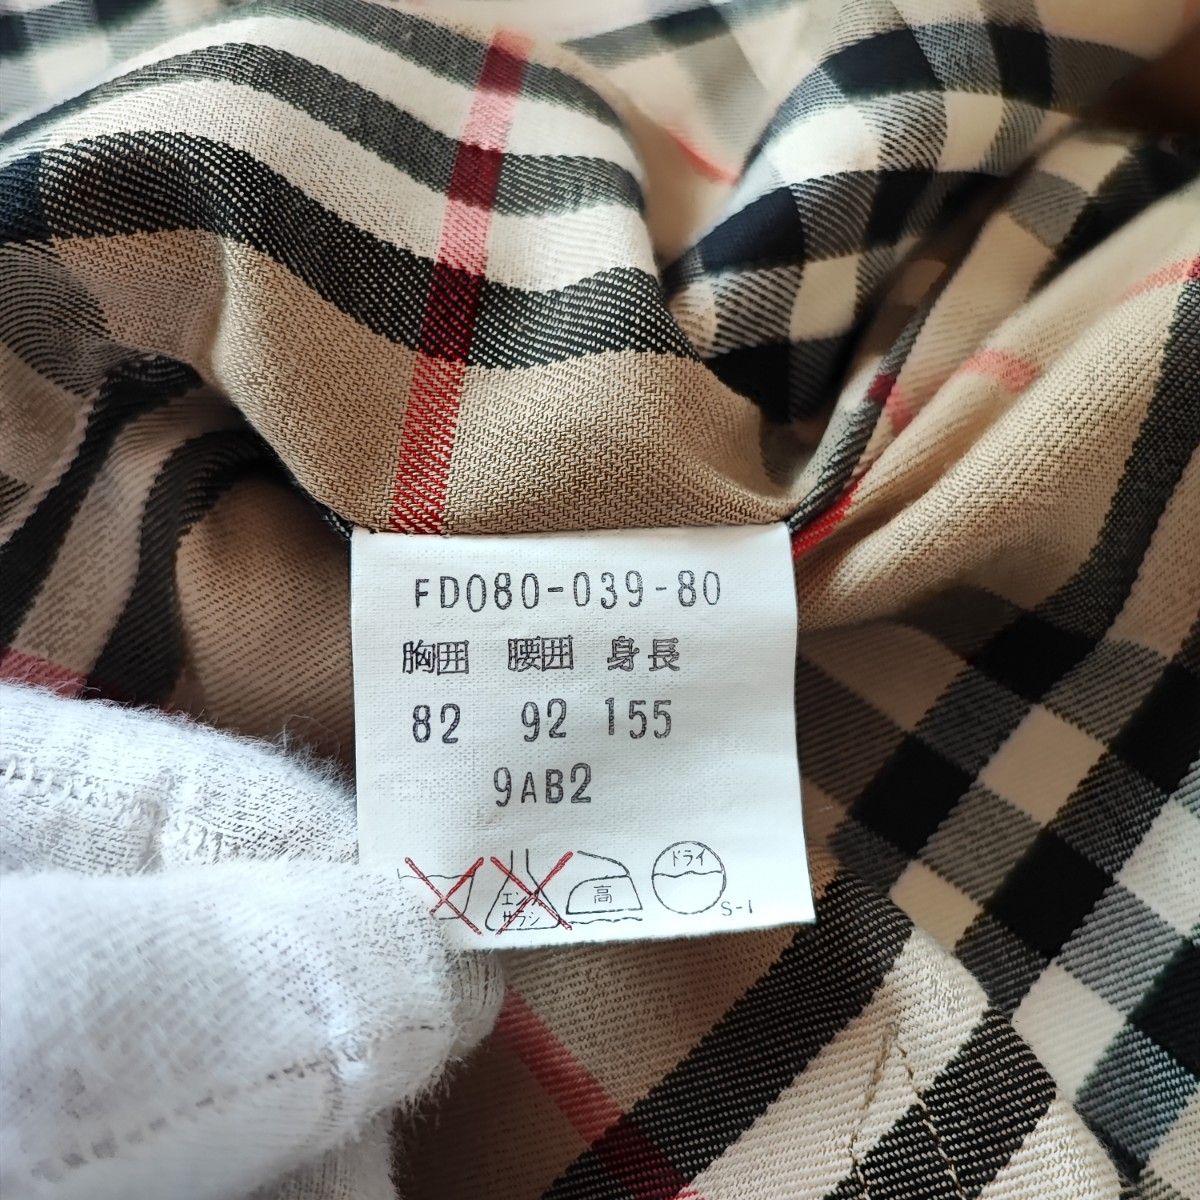 FD080-039-80
胸囲 腰囲 身長
82 92 155
9AB2
エンソ サラシ 高 ドライ S-1